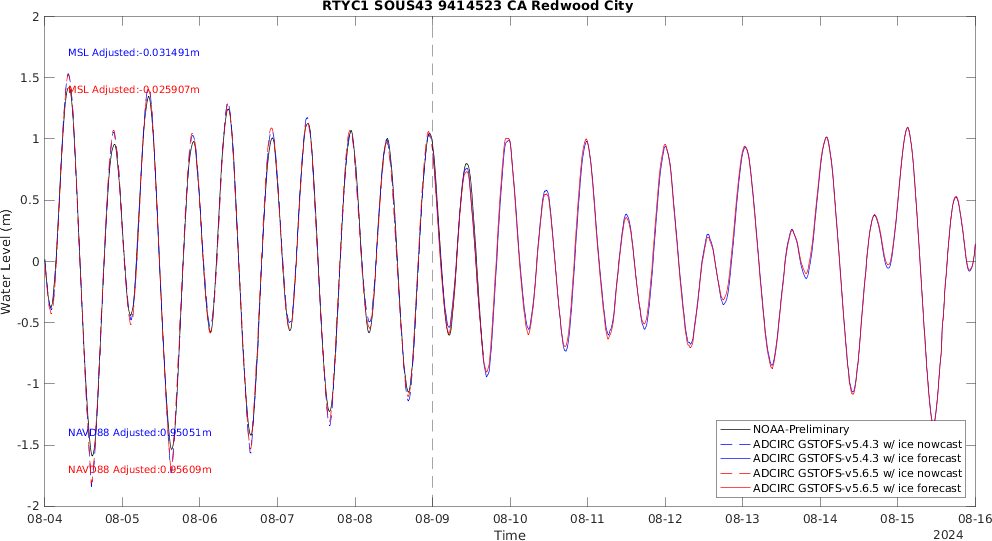 RTYC1 SOUS43 9414523 CA Redwood City
Water Level (m)
2
1.5
1
0.5
0
-0.5
-1
-1.5
-2
MSL Adjusted:-0.031491m
MSL Adjusted:-0.025907m
NAVD88 Adjusted:0.95051m
NAVD88 Adjusted:0.95609m
NOAA-Preliminary
ADCIRC GSTOFS-v5.4.3 w/ ice nowcast
ADCIRC GSTOFS-v5.4.3 w/ ice forecast
ADCIRC GSTOFS-v5.6.5 w/ ice nowcast
ADCIRC GSTOFS-v5.6.5 w/ ice forecast
08-04 08-05 08-06 08-07 08-08 08-09 08-10 08-11 08-12 08-13 08-14 08-15 08-16
Time
2024